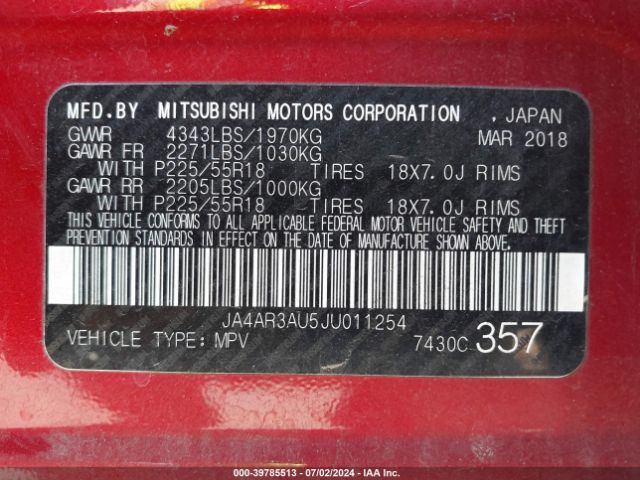 MFD.BY MITSUBISHI MOTORS CORPORATION , JAPAN
GVWR 4343LBS/1970KG MAR 2018
GAWR FR 2271LBS/1030KG
WITH P225/55R18 TIRES 18X7.0J RIMS
GAWR RR 2205LBS/1000KG
WITH P225/55R18 TIRES 18X7.0J RIMS
THIS VEHICLE CONFORMS TO ALL APPLICABLE FEDERAL MOTOR VEHICLE SAFETY AND THEFT
PREVENTION STANDARDS IN EFFECT ON THE DATE OF MANUFACTURE SHOWN ABOVE.
JA4AR3AU5JU011254
VEHICLE TYPE: MPV 7430C 357
000-39785513 | 07/02/2024 | IAA Inc.